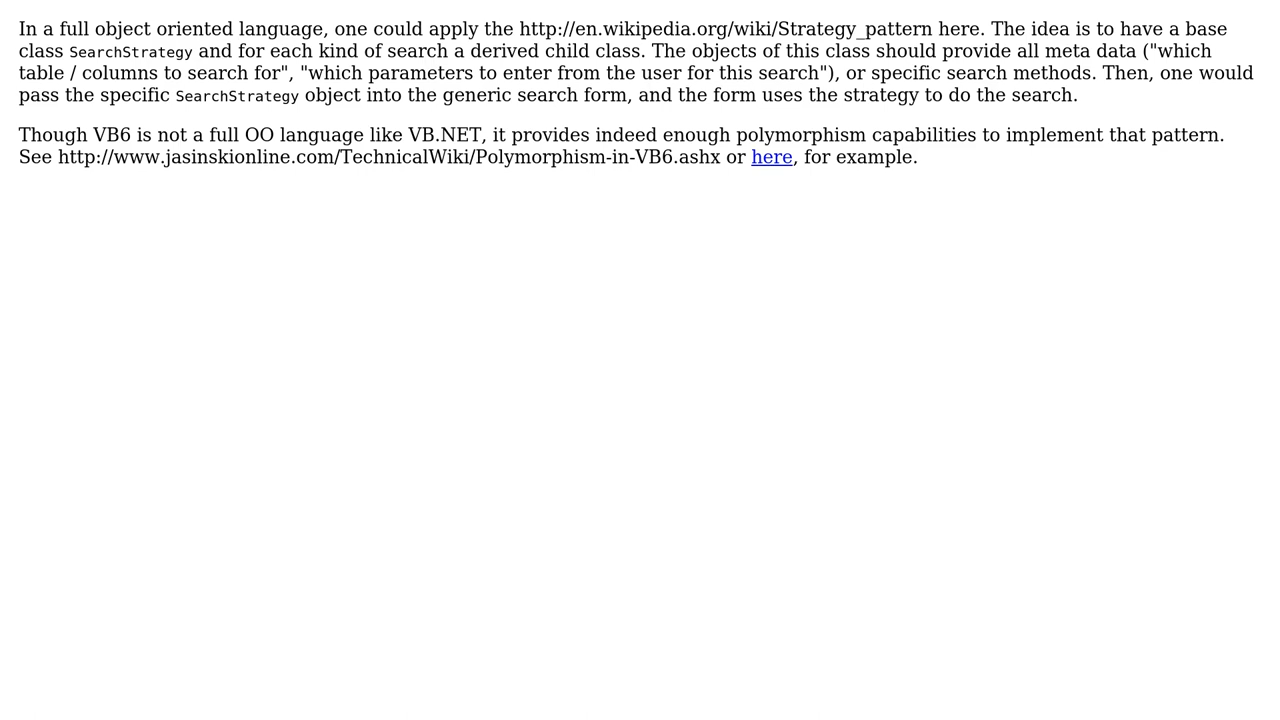 In a full object oriented language, one could apply the http://en.wikipedia.org/wiki/Strategy_pattern here. The idea is to have a base
class SearchStrategy and for each kind of search a derived child class. The objects of this class should provide all meta data ("which
table / columns to search for", "which parameters to enter from the user for this search"), or specific search methods. Then, one would
pass the specific SearchStrategy object into the generic search form, and the form uses the strategy to do the search.
Though VB6 is not a full OO language like VB.NET, it provides indeed enough polymorphism capabilities to implement that pattern.
See http://www.jasinskionline.com/TechnicalWiki/Polymorphism-in-VB6.ashx or here, for example.